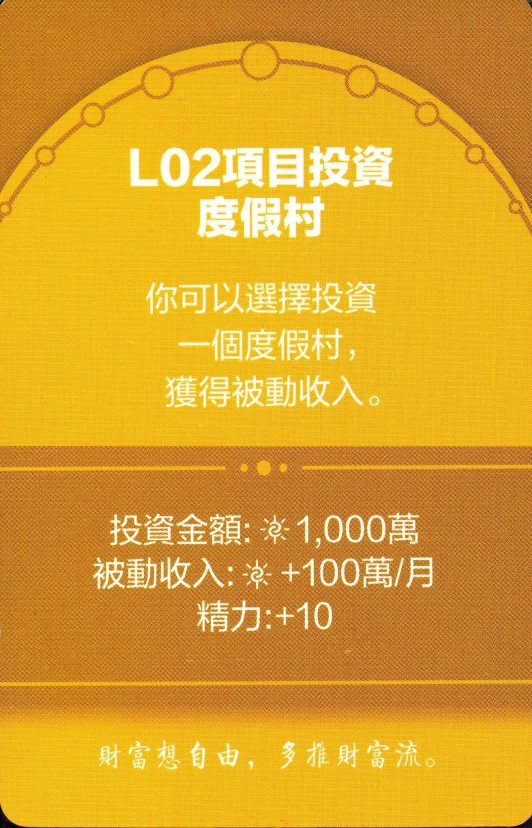 L02項目投資
度假村
你可以選擇投資
一個度假村，
獲得被動收入。
投資金額: 1,000萬
被動收入: +100萬/月
精力:+10
財富想自由，多推財富流。